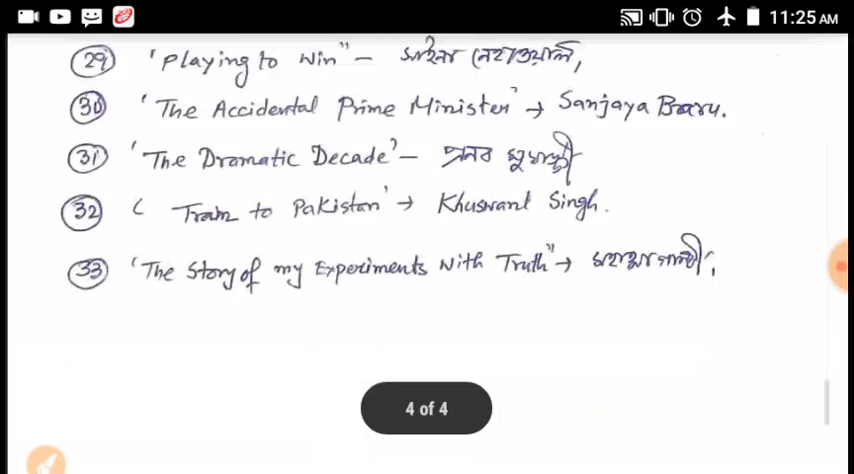 11:25 AM
29 'Playing to Win" – সাইনা নেহাওয়াল,
30 'The Accidental Prime Minister' → Sanjaya Baru.
31 'The Dramatic Decade' – প্রনব মুখার্জী
32 ( Train to Pakistan' → Khuswant Singh.
33 'The Story of my Experiments with Truth" → মহাত্মা গান্ধী;
4 of 4